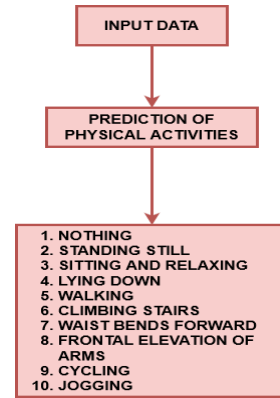 INPUT DATA
PREDICTION OF
PHYSICAL ACTIVITIES
1. NOTHING
2. STANDING STILL
3. SITTING AND RELAXING
4. LYING DOWN
5. WALKING
6. CLIMBING STAIRS
7. WAIST BENDS FORWARD
8. FRONTAL ELEVATION OF
ARMS
9. CYCLING
10. JOGGING